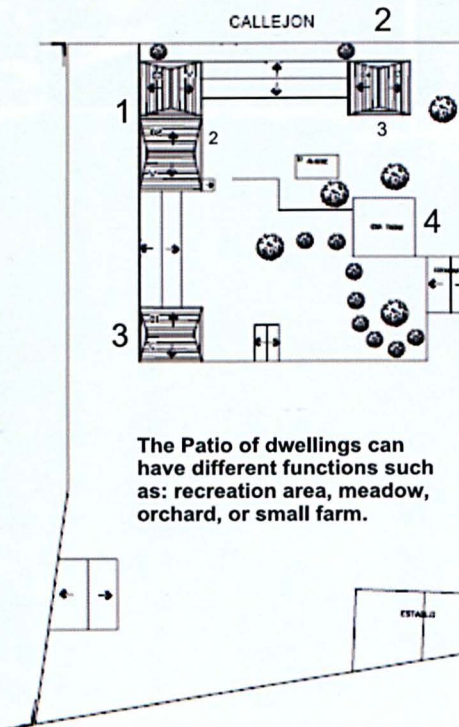 CALLEJON 2
1
2
3
4
3
The Patio of dwellings can
have different functions such
as: recreation area, meadow,
orchard, or small farm.
ESTABLO